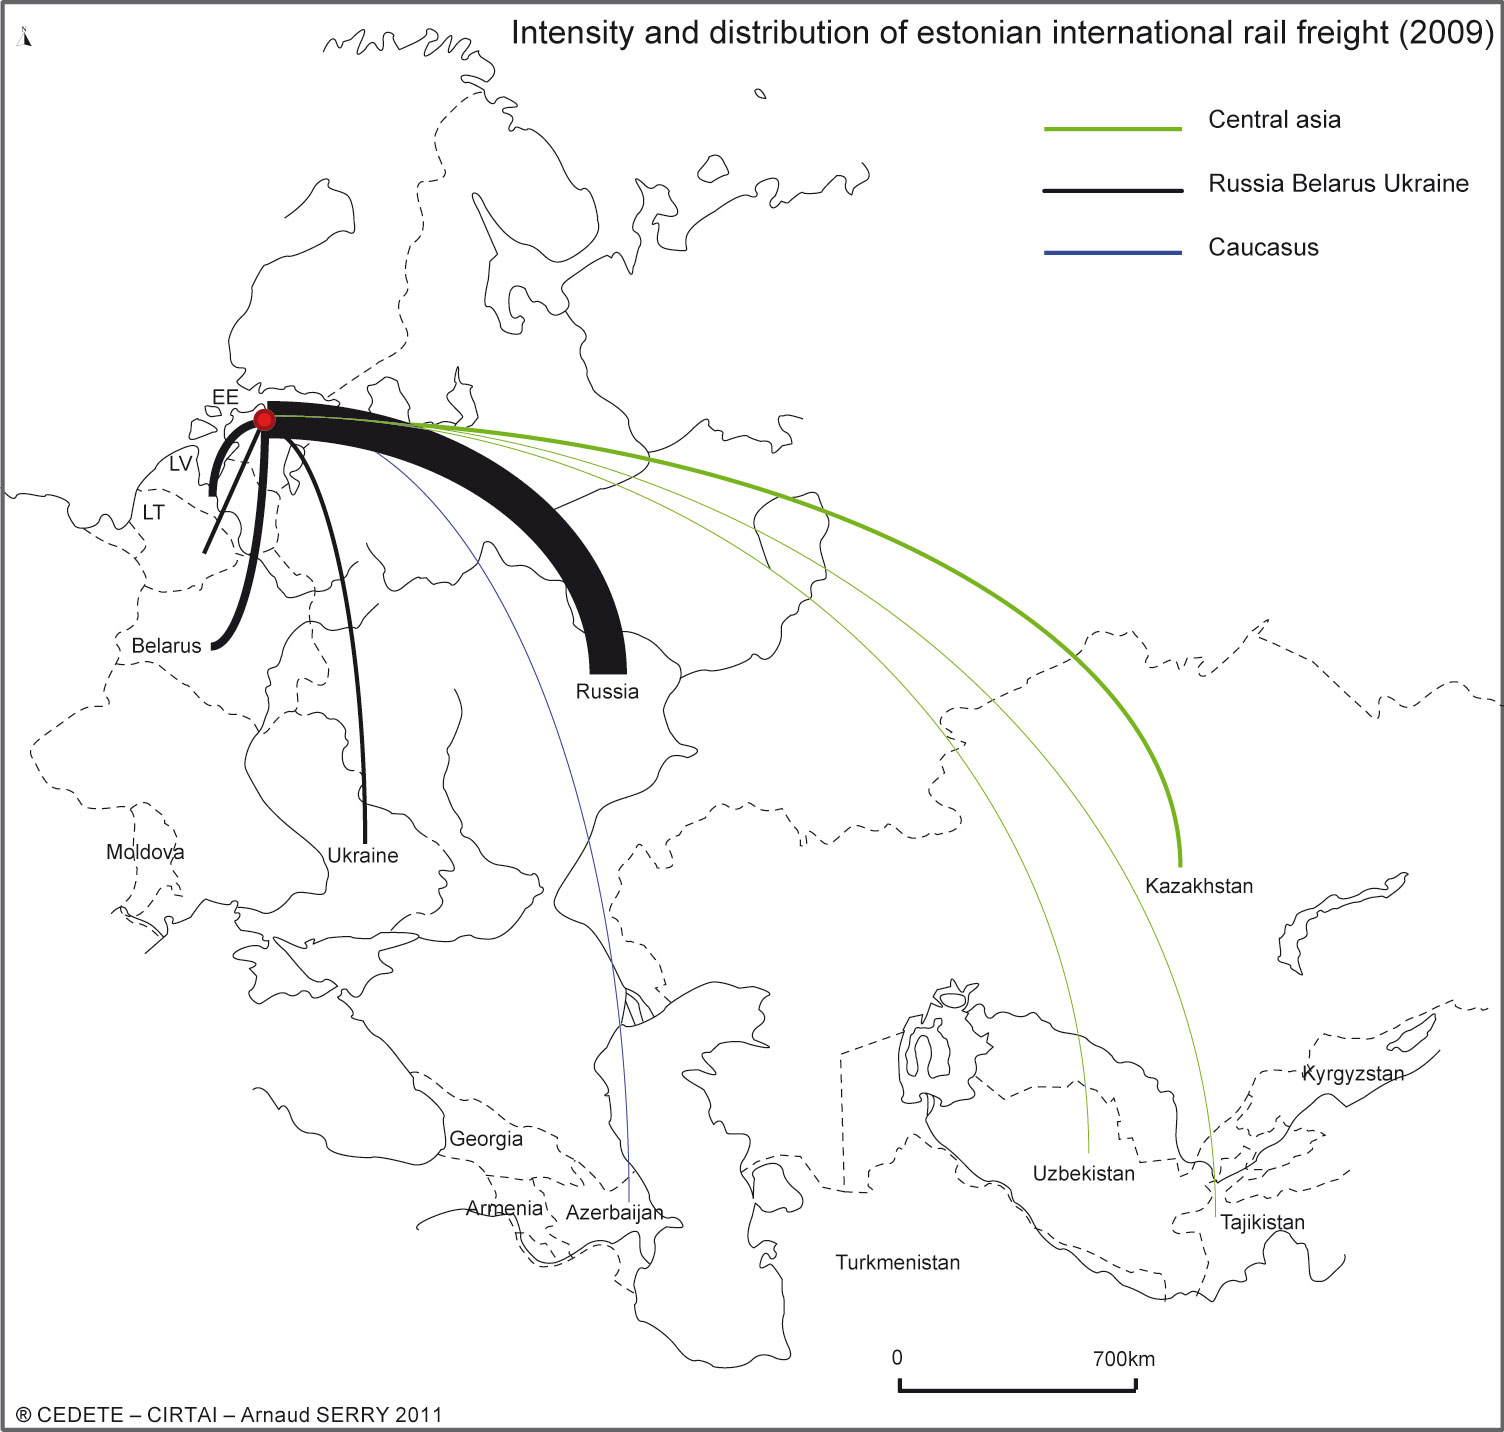 Intensity and distribution of estonian international rail freight (2009)
Central asia
Russia Belarus Ukraine
Caucasus
EE
LV
LT
Belarus
Russia
Moldova
Ukraine
Kazakhstan
Kyrgyzstan
Georgia
Uzbekistan
Armenia
Azerbaijan
Tajikistan
Turkmenistan
0
700km
® CEDETE – CIRTAI – Arnaud SERRY 2011